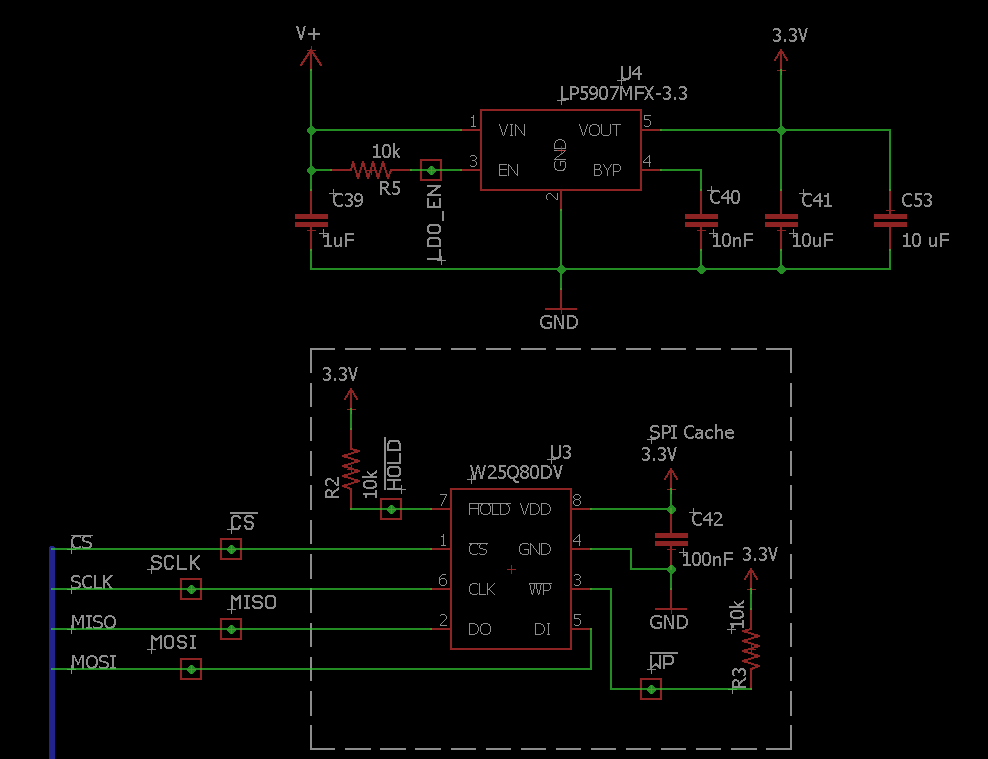 V+
3.3V
U4
LP5907MFX-3.3
1
VIN
VOUT
5
10k
3
EN
GND
BYP
4
R5
2
C39
1uF
LDO_EN
C40
10nF
C41
10uF
C53
10 uF
GND
3.3V
SPI Cache
3.3V
R2
10k
HOLD
U3
W25Q80DV
7
HOLD
VDD
8
C42
100nF
CS
CS
1
CS
GND
4
3.3V
SCLK
SCLK
6
CLK
WP
3
10k
GND
MISO
MISO
2
DO
DI
5
MOSI
MOSI
WP
R3